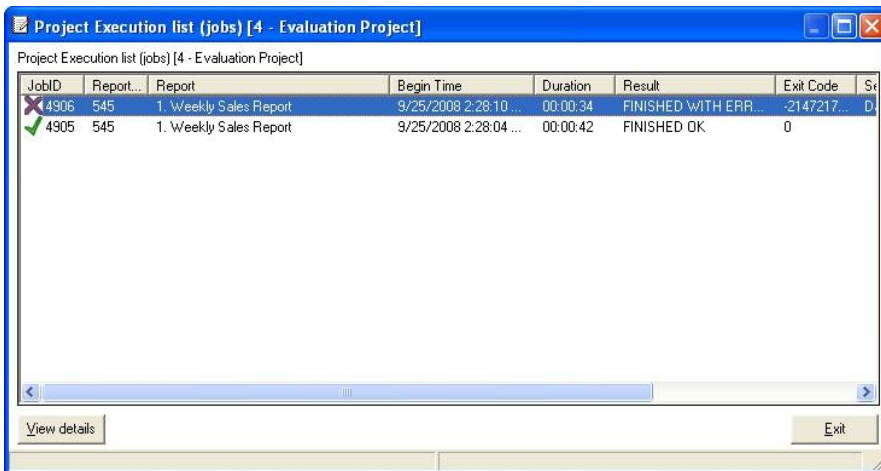 Project Execution list (jobs) [4 - Evaluation Project]
Project Execution list (jobs) [4 - Evaluation Project]
JobID Report... Report Begin Time Duration Result Exit Code Se
4906 545 1. Weekly Sales Report 9/25/2008 2:28:10 ... 00:00:34 FINISHED WITH ERR... -2147217...
4905 545 1. Weekly Sales Report 9/25/2008 2:28:04 ... 00:00:42 FINISHED OK 0
View details Exit